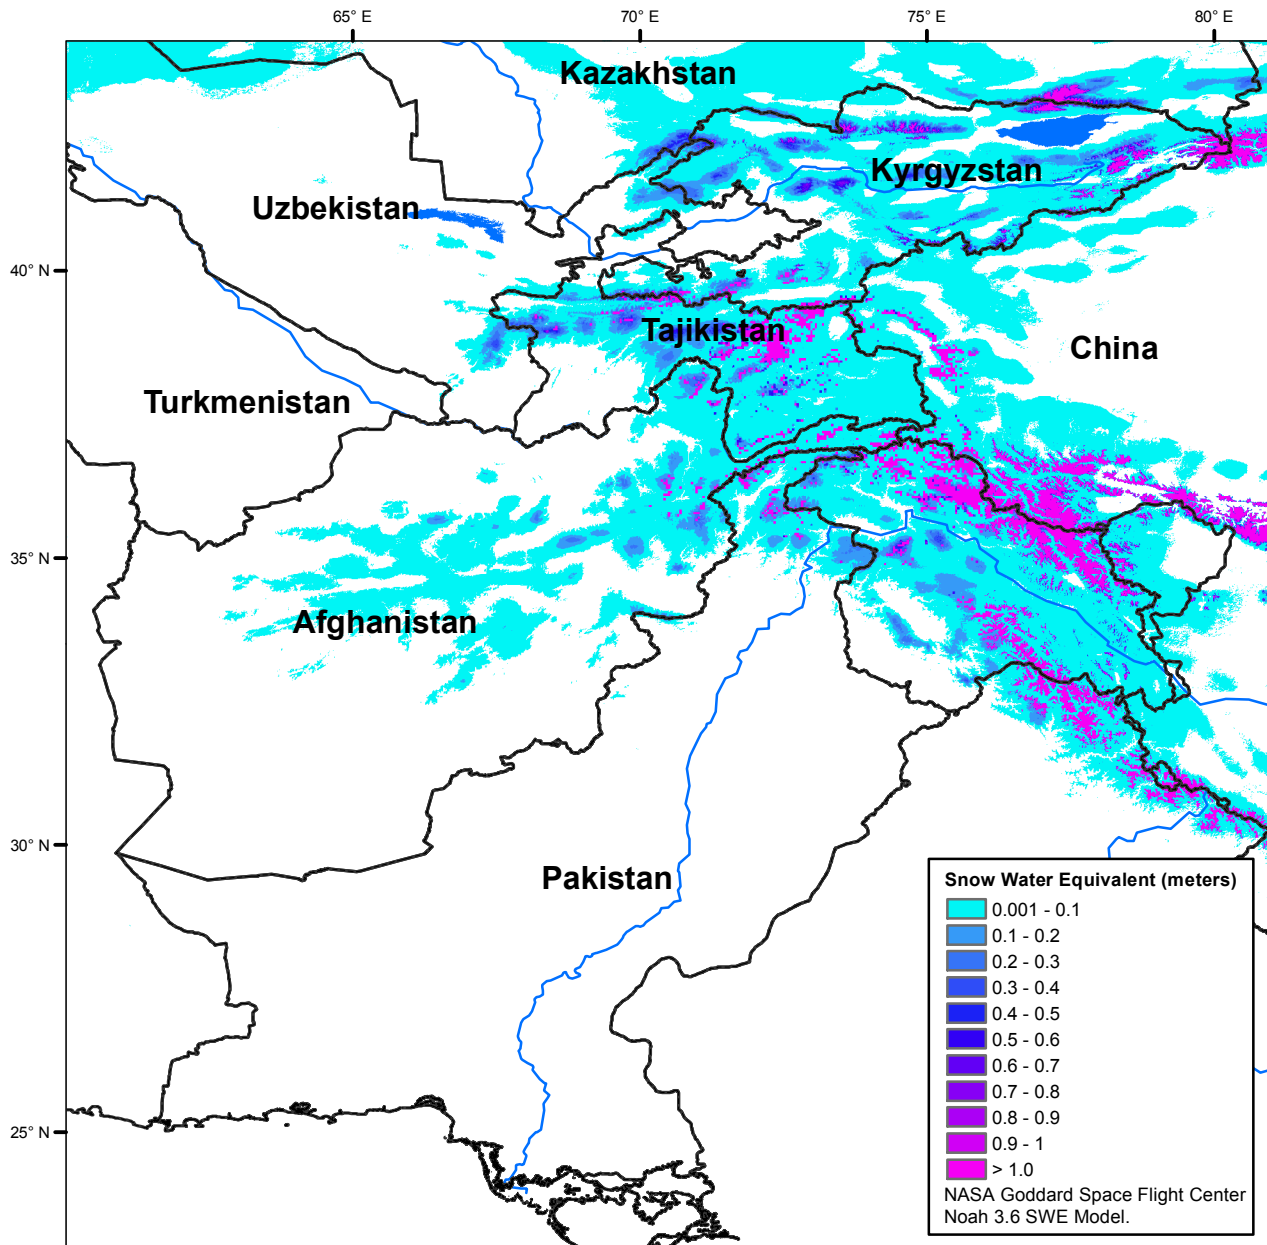 65° E
70° E
75° E
80° E
Kazakhstan
Kyrgyzstan
Uzbekistan
40° N
Tajikistan
China
Turkmenistan
35° N
Afghanistan
30° N
Pakistan
25° N
Snow Water Equivalent (meters)
0.001 - 0.1
0.1 - 0.2
0.2 - 0.3
0.3 - 0.4
0.4 - 0.5
0.5 - 0.6
0.6 - 0.7
0.7 - 0.8
0.8 - 0.9
0.9 - 1
> 1.0
NASA Goddard Space Flight Center
Noah 3.6 SWE Model.